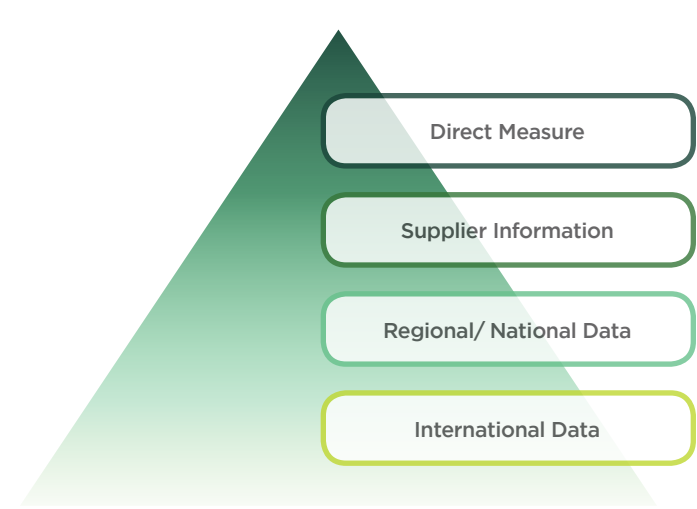 Direct Measure
Supplier Information
Regional/ National Data
International Data